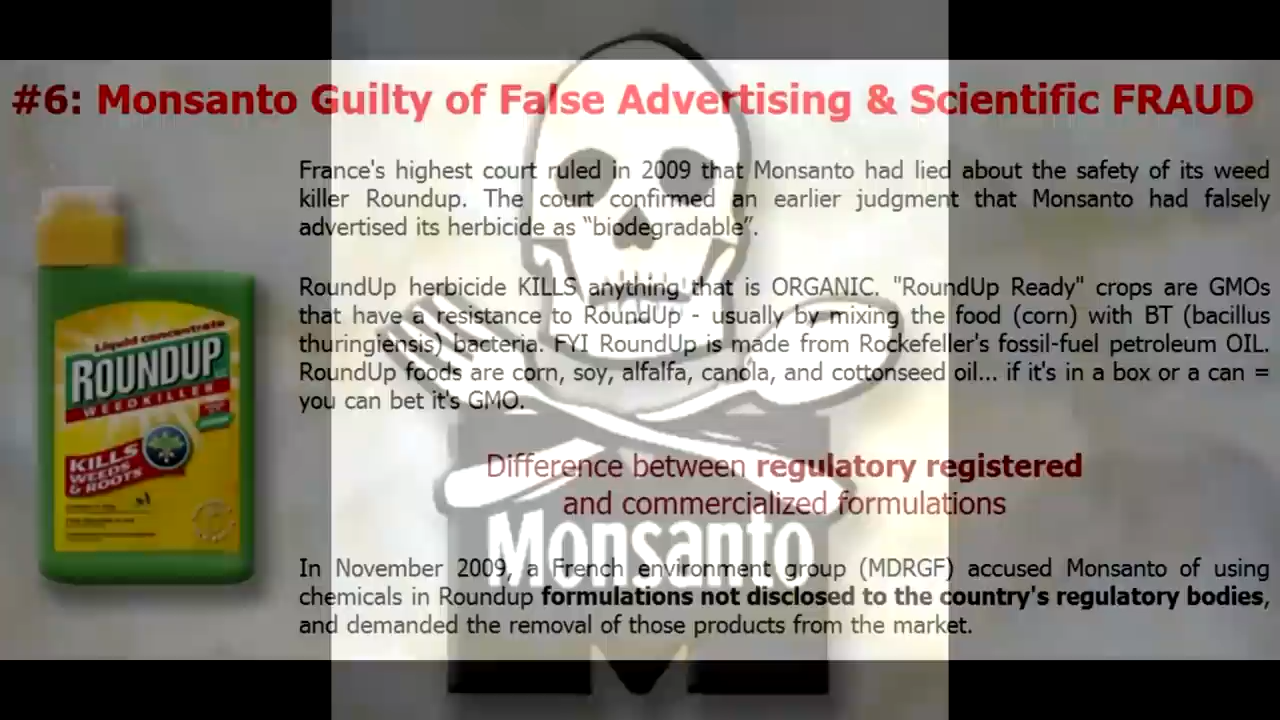 #6: Monsanto Guilty of False Advertising & Scientific FRAUD
France's highest court ruled in 2009 that Monsanto had lied about the safety of its weed
killer Roundup. The court confirmed an earlier judgment that Monsanto had falsely
advertised its herbicide as “biodegradable”.
RoundUp herbicide KILLS anything that is ORGANIC. "RoundUp Ready" crops are GMOs
that have a resistance to RoundUp - usually by mixing the food (corn) with BT (bacillus
thuringiensis) bacteria. FYI RoundUp is made from Rockefeller's fossil-fuel petroleum OIL.
RoundUp foods are corn, soy, alfalfa, canola, and cottonseed oil... if it's in a box or a can =
you can bet it's GMO.
Liquid concentrate
ROUNDUP
WEEDKILLER
KILLS
WEEDS
& ROOTS
Difference between regulatory registered
and commercialized formulations
Monsanto
In November 2009, a French environment group (MDRGF) accused Monsanto of using
chemicals in Roundup formulations not disclosed to the country's regulatory bodies,
and demanded the removal of those products from the market.